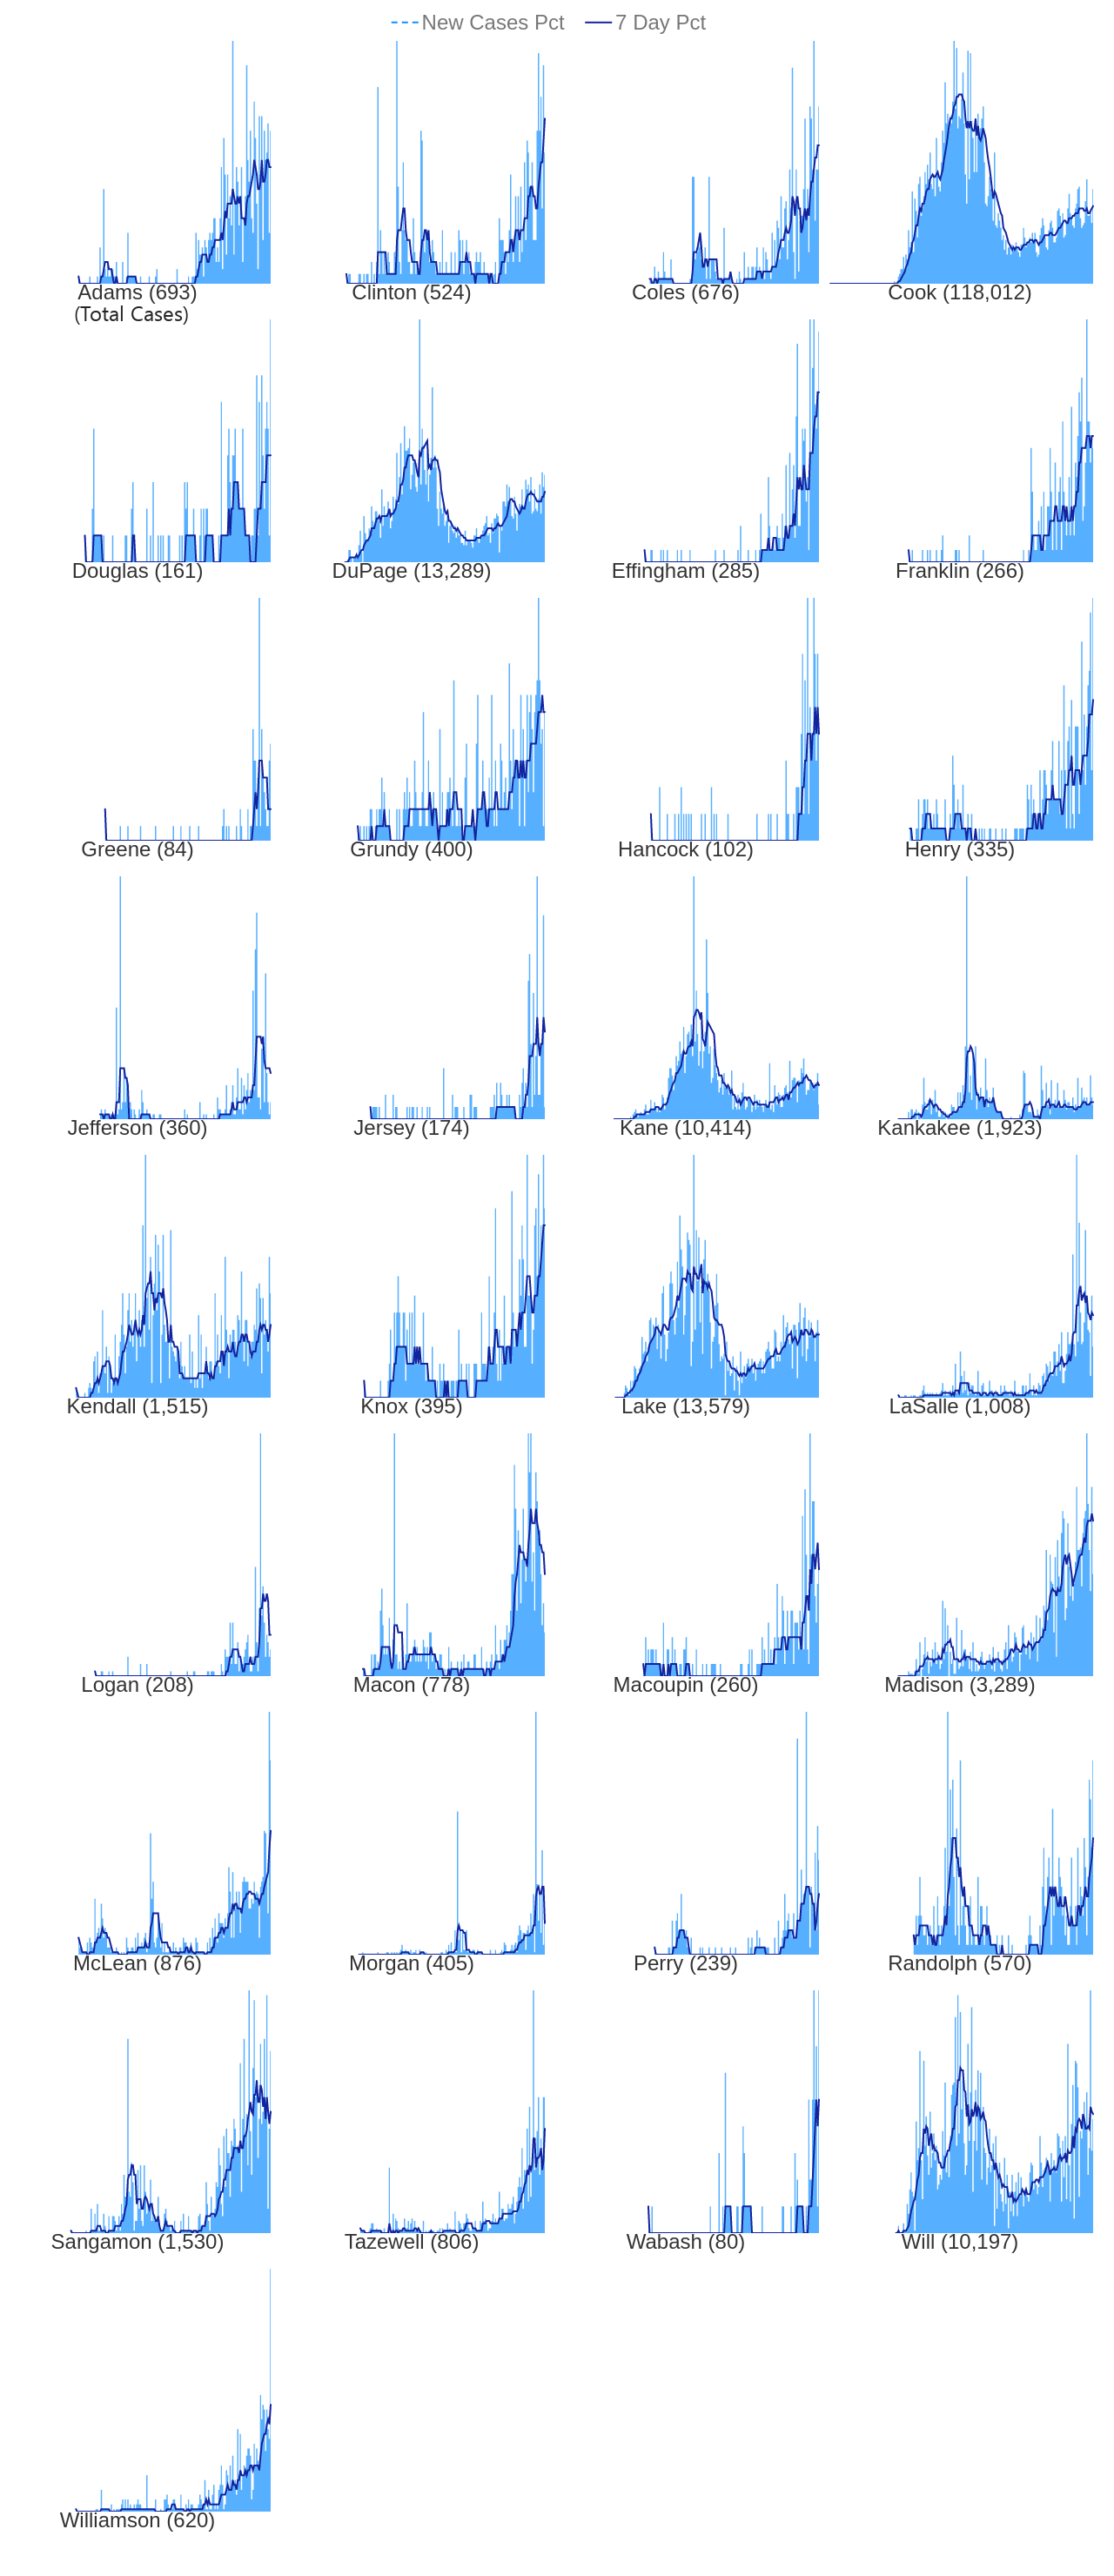 New Cases Pct 7 Day Pct
Adams (693) Clinton (524) Coles (676) Cook (118,012)
(Total Cases)
Douglas (161) DuPage (13,289) Effingham (285) Franklin (266)
Greene (84) Grundy (400) Hancock (102) Henry (335)
Jefferson (360) Jersey (174) Kane (10,414) Kankakee (1,923)
Kendall (1,515) Knox (395) Lake (13,579) LaSalle (1,008)
Logan (208) Macon (778) Macoupin (260) Madison (3,289)
McLean (876) Morgan (405) Perry (239) Randolph (570)
Sangamon (1,530) Tazewell (806) Wabash (80) Will (10,197)
Williamson (620)